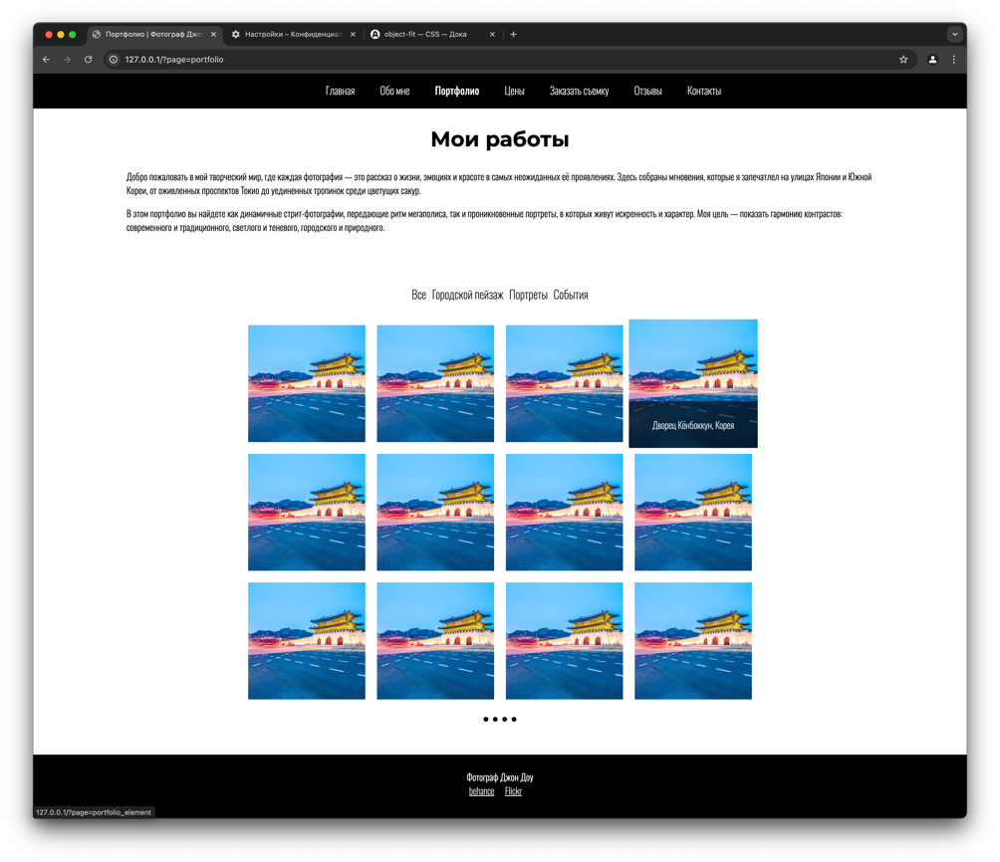 Портфолио | Фотограф Джо
Настройки – Конфиденциал
object-fit — CSS — Дока
127.0.0.1/?page=portfolio
Главная Обо мне Портфолио Цены Заказать съемку Отзывы Контакты
Мои работы
Добро пожаловать в мой творческий мир, где каждая фотография — это рассказ о жизни, эмоциях и красоте в самых неожиданных её проявлениях. Здесь собраны мгновения, которые я запечатлел на улицах Японии и Южной
Кореи, от оживленных проспектов Токио до уединенных тропинок среди цветущих сакур.
В этом портфолио вы найдете как динамичные стрит-фотографии, передающие ритм мегаполиса, так и проникновенные портреты, в которых живут искренность и характер. Моя цель — показать гармонию контрастов:
современного и традиционного, светлого и теневого, городского и природного.
Все Городской пейзаж Портреты События
Дворец Кёнбоккун, Корея
Фотограф Джон Доу
behance Flickr
127.0.0.1/?page=portfolio_element